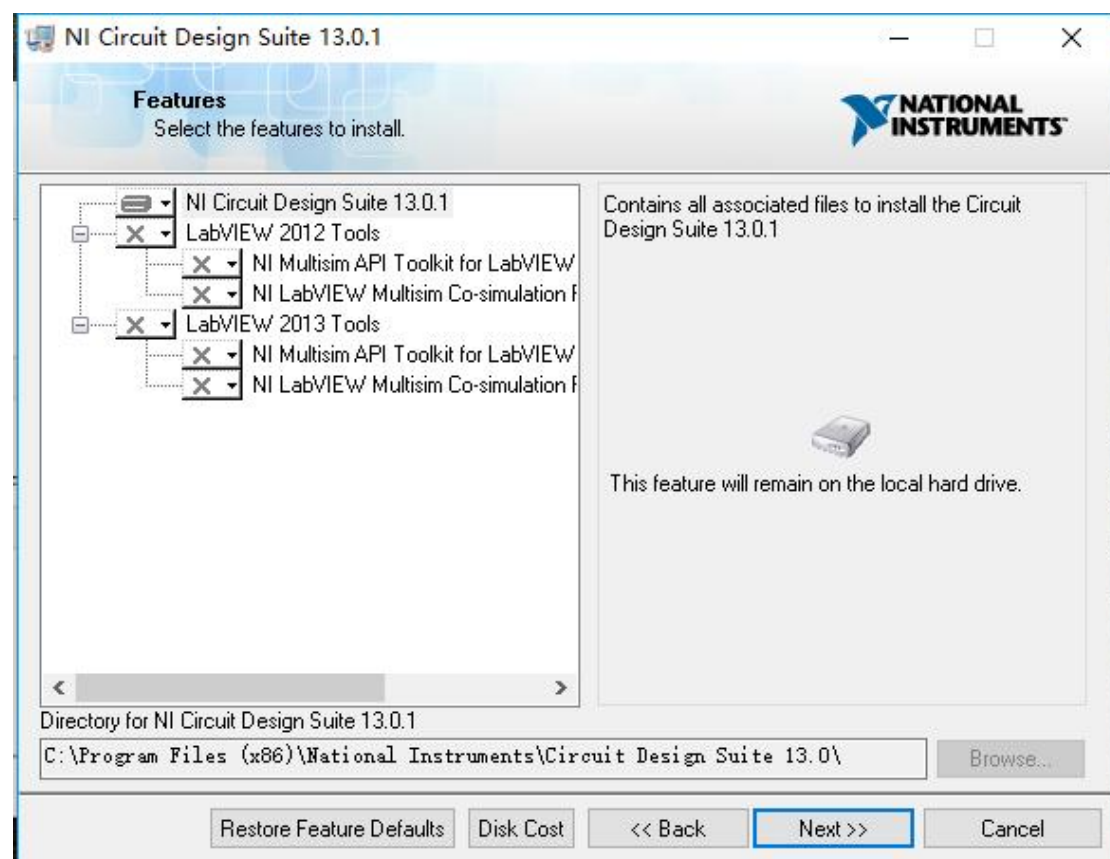 NI Circuit Design Suite 13.0.1
Features
Select the features to install.
NATIONAL
INSTRUMENTS
NI Circuit Design Suite 13.0.1
LabVIEW 2012 Tools
NI Multisim API Toolkit for LabVIEW
NI LabVIEW Multisim Co-simulation
LabVIEW 2013 Tools
NI Multisim API Toolkit for LabVIEW
NI LabVIEW Multisim Co-simulation
Contains all associated files to install the Circuit
Design Suite 13.0.1
This feature will remain on the local hard drive.
Directory for NI Circuit Design Suite 13.0.1
C:\Program Files (x86)\National Instruments\Circuit Design Suite 13.0\
Browse...
Restore Feature Defaults
Disk Cost
<< Back
Next >>
Cancel